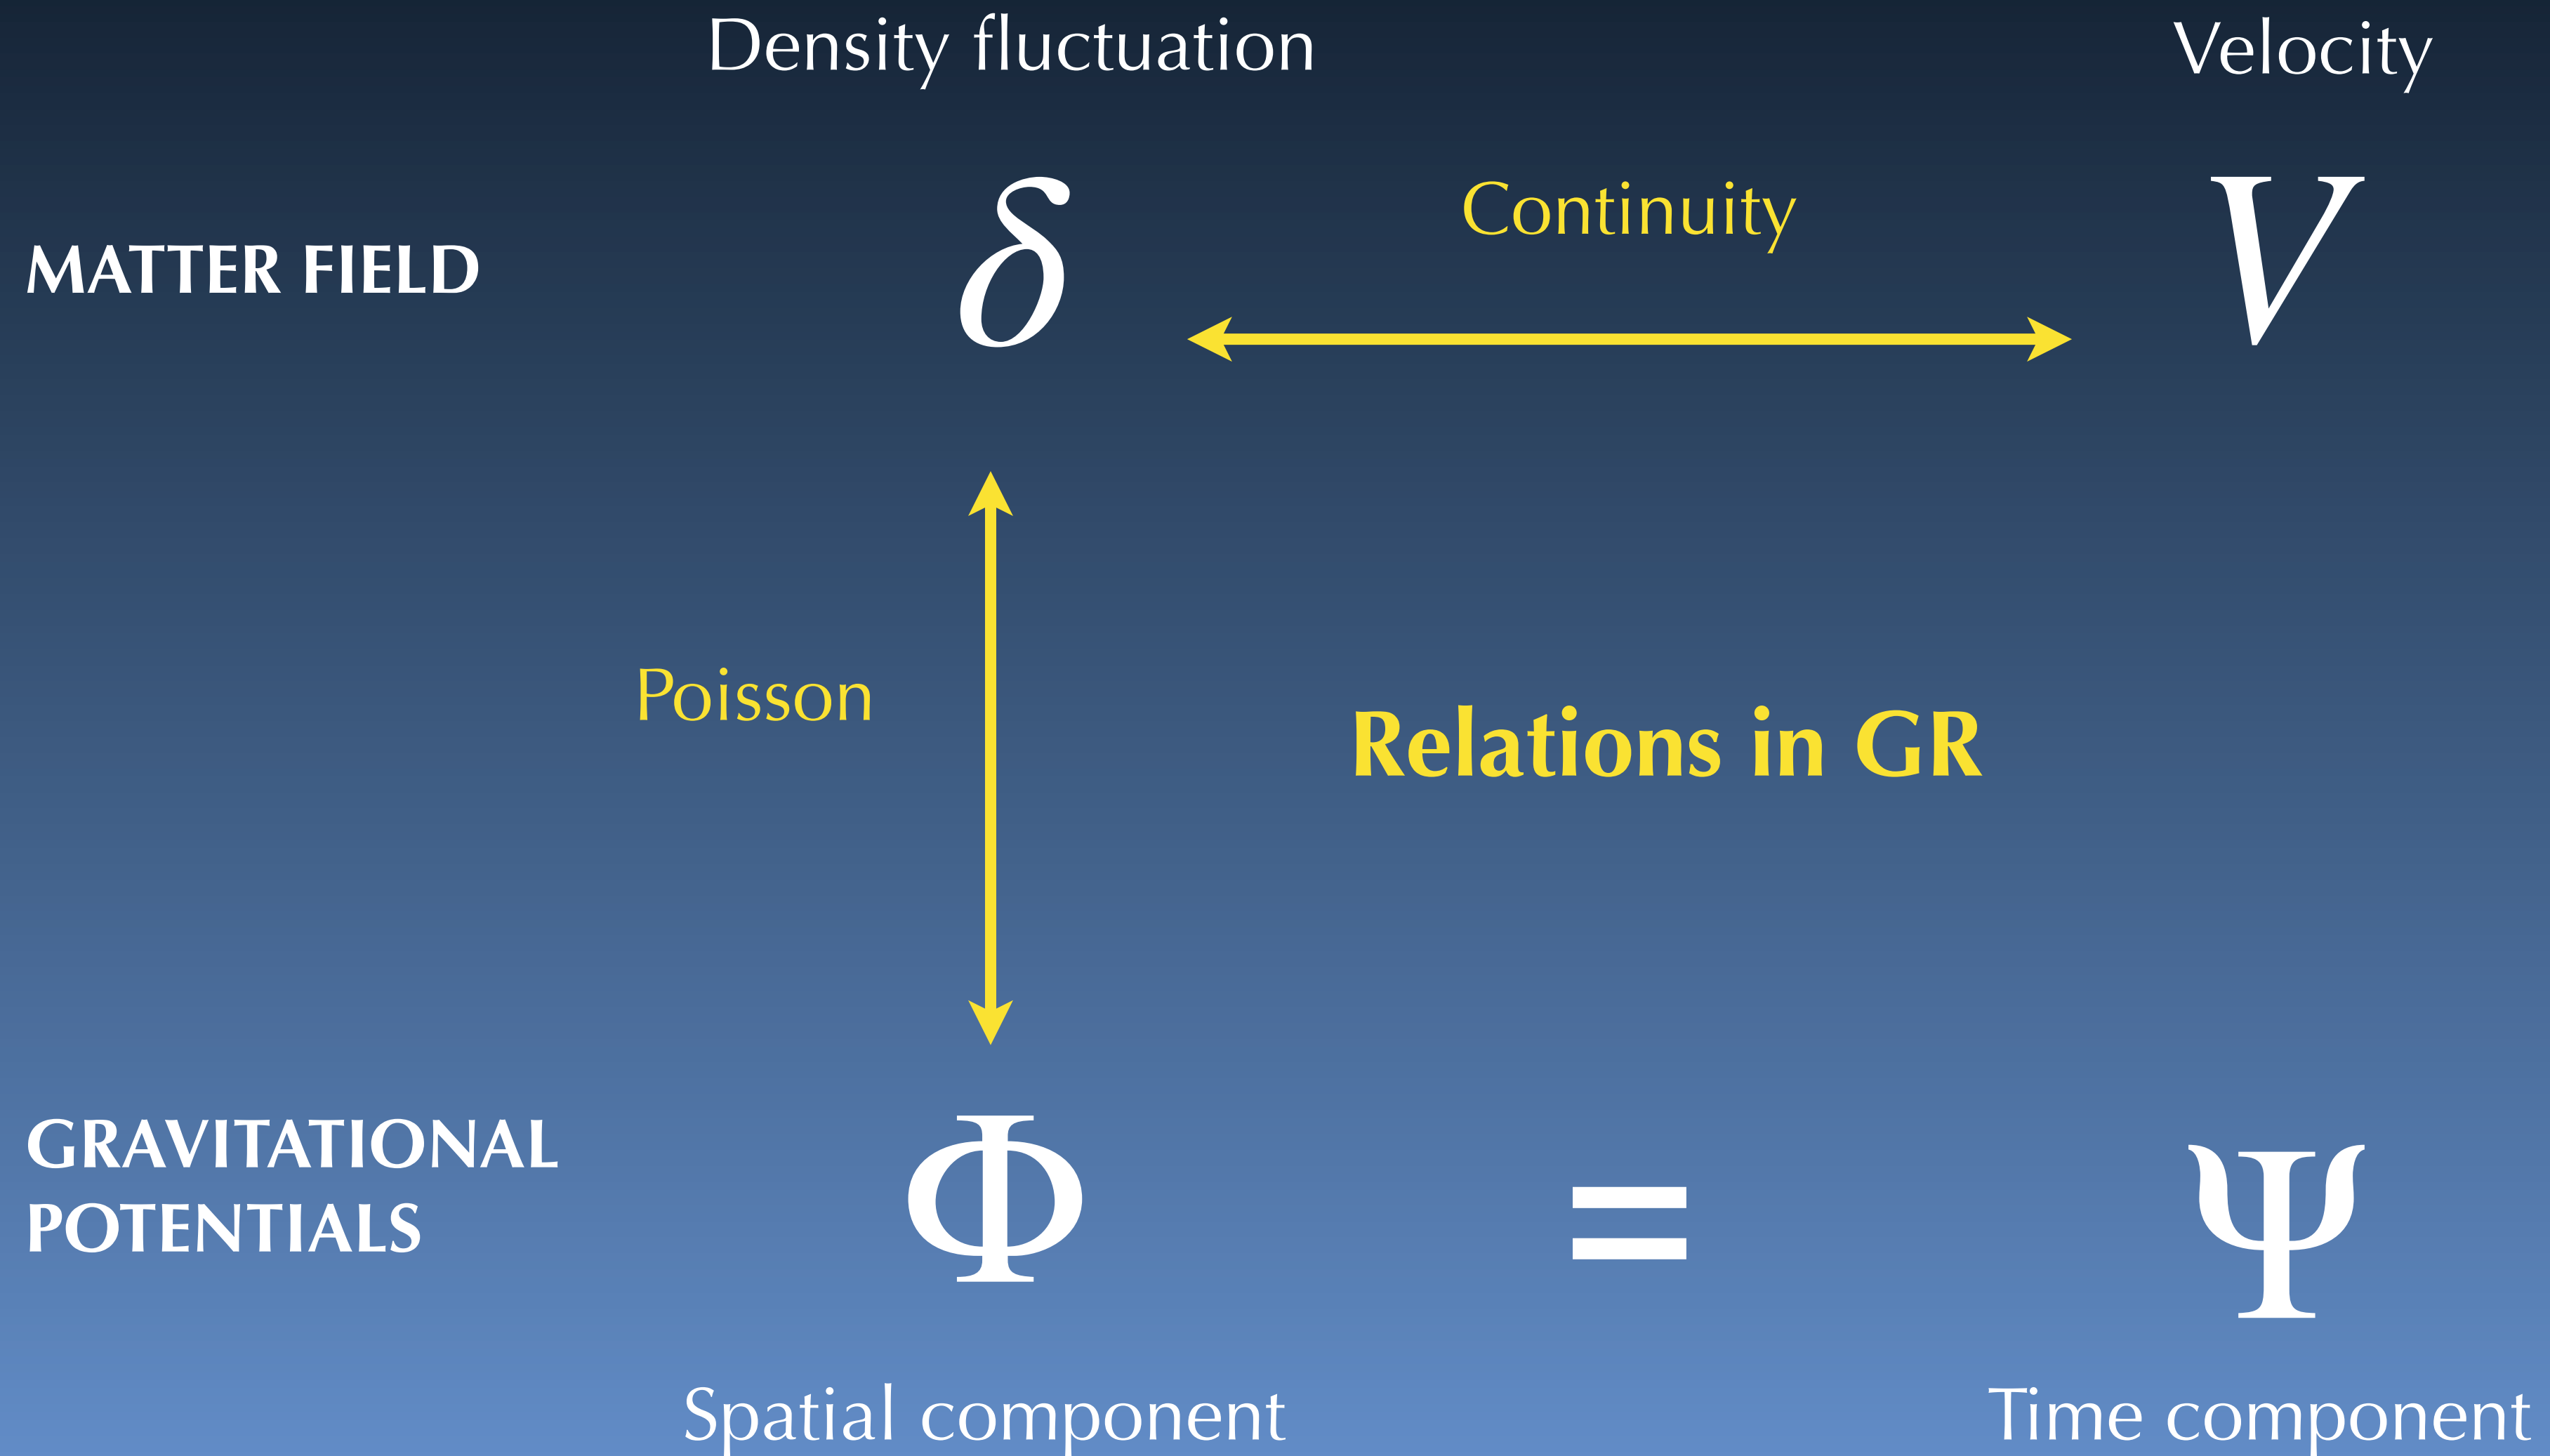 Density fluctuation
Velocity
MATTER FIELD
δ
Continuity
V
Poisson
Relations in GR
GRAVITATIONAL
POTENTIALS
Φ
=
Ψ
Spatial component
Time component